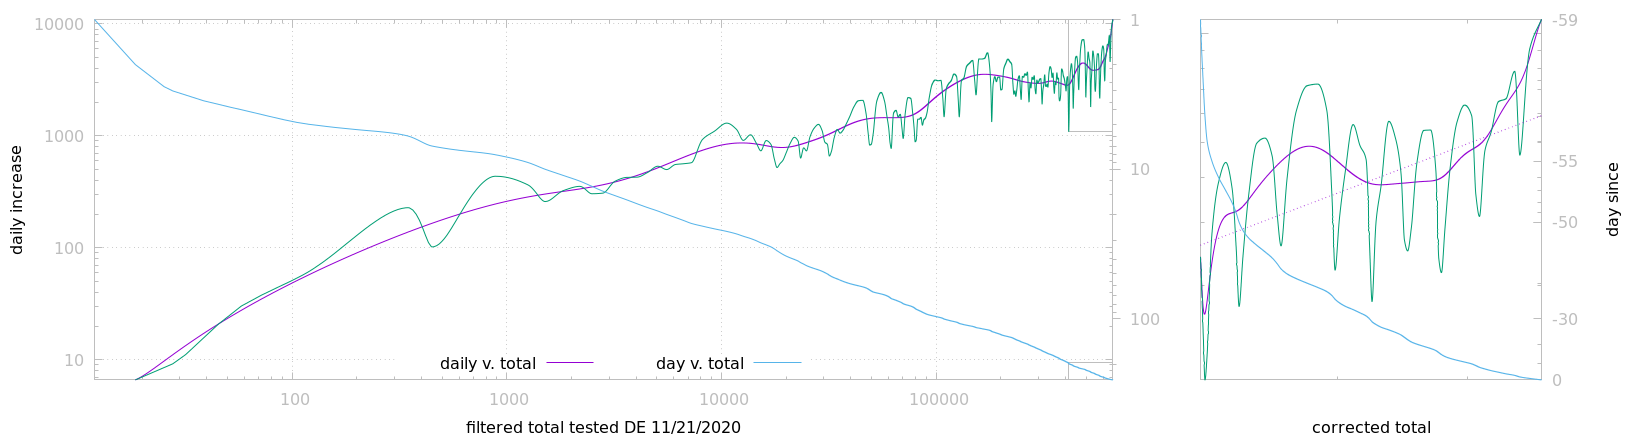 10000
1000
100
10
daily increase
100
1000
10000
100000
filtered total tested DE 11/21/2020
daily v. total
day v. total
1
10
100
-59
-55
-50
-30
0
day since
corrected total